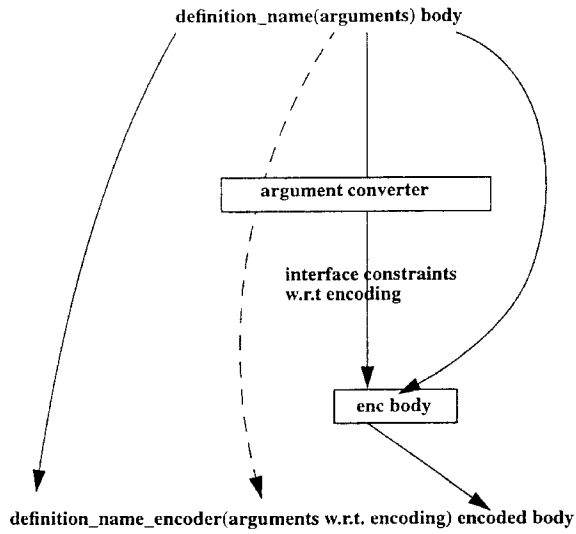 definition_name(arguments) body
argument converter
interface constraints
w.r.t encoding
enc body
definition_name_encoder(arguments w.r.t. encoding) encoded body